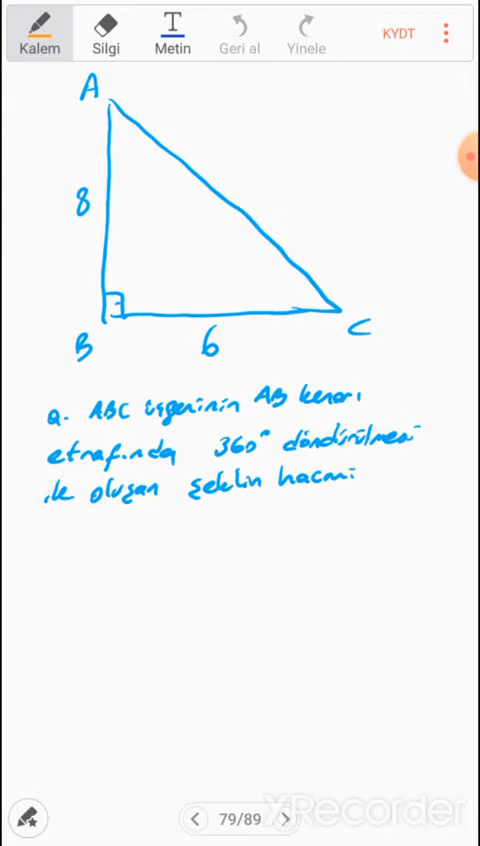 Kalem Silgi Metin Geri al Yinele KYDT
A
8
B 6 C
a. ABC üçgeninin AB kenarı
etrafında 360° döndürülmesi
ile oluşan şeklin hacmi
79/89
XRecorder